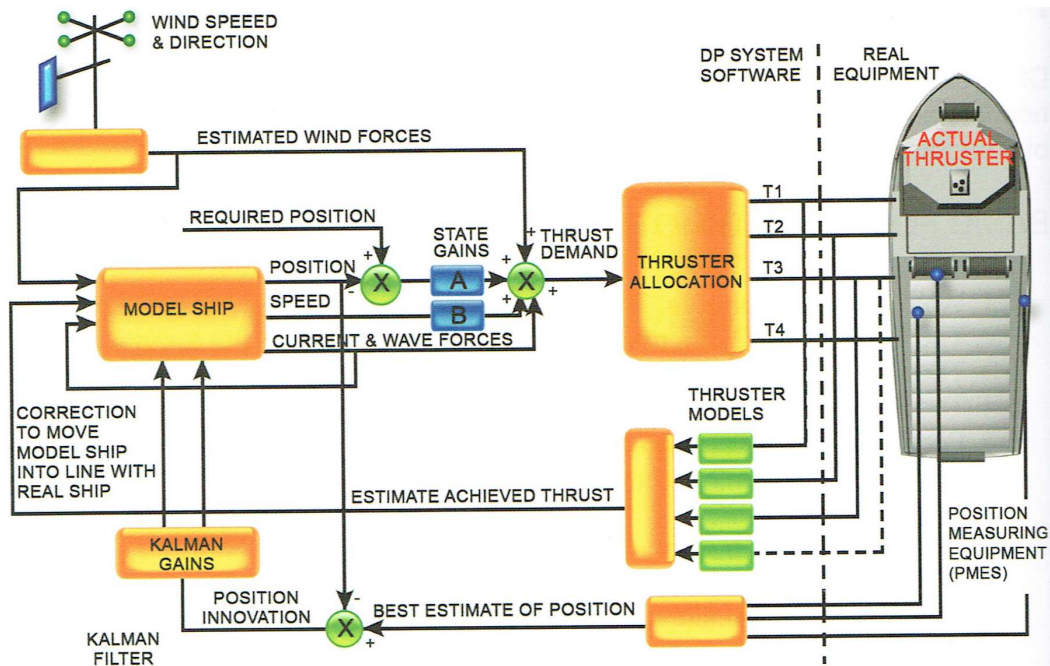 WIND SPEEED
& DIRECTION
DP SYSTEM
SOFTWARE
REAL
EQUIPMENT
ACTUAL
THRUSTER
ESTIMATED WIND FORCES
T1
REQUIRED POSITION
+
T2
+
-
POSITION
STATE
GAINS
A
B
X
+
+
+
X
THRUST
DEMAND
THRUSTER
ALLOCATION
T3
MODEL SHIP
SPEED
CURRENT & WAVE FORCES
T4
THRUSTER
MODELS
CORRECTION
TO MOVE
MODEL SHIP
INTO LINE WITH
REAL SHIP
ESTIMATE ACHIEVED THRUST
POSITION
MEASURING
EQUIPMENT
(PMES)
KALMAN
GAINS
POSITION
INNOVATION
-
X
+
BEST ESTIMATE OF POSITION
KALMAN
FILTER